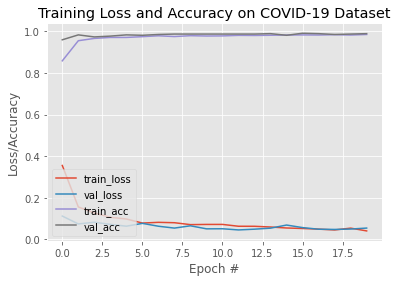 Training Loss and Accuracy on COVID-19 Dataset
Loss/Accuracy
1.0
0.8
0.6
0.4
0.2
0.0
train_loss
val_loss
train_acc
val_acc
0.0 2.5 5.0 7.5 10.0 12.5 15.0 17.5
Epoch #